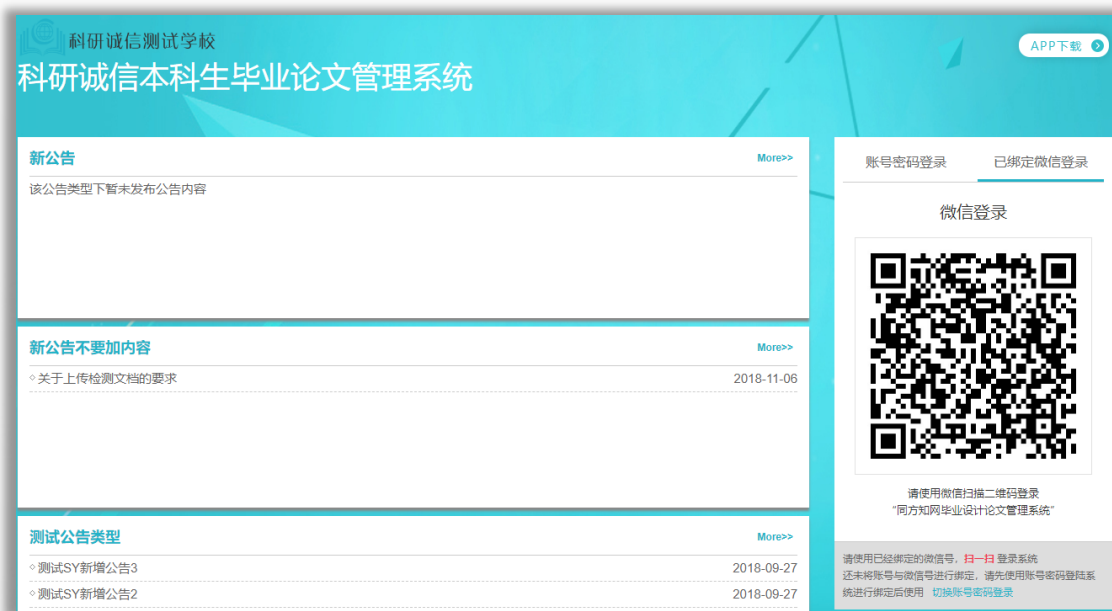 科研诚信测试学校
APP下载
科研诚信本科生毕业论文管理系统
新公告
More>>
该公告类型下暂未发布公告内容
新公告不要加内容
More>>
关于上传检测文档的要求
2018-11-06
测试公告类型
More>>
测试SY新增公告3
2018-09-27
测试SY新增公告2
2018-09-27
账号密码登录
已绑定微信登录
微信登录
请使用微信扫描二维码登录
“同方知网毕业设计论文管理系统”
请使用已经绑定的微信号，扫一扫 登录系统
还未将账号与微信号进行绑定，请先使用账号密码登陆系
统进行绑定后使用 切换账号密码登录